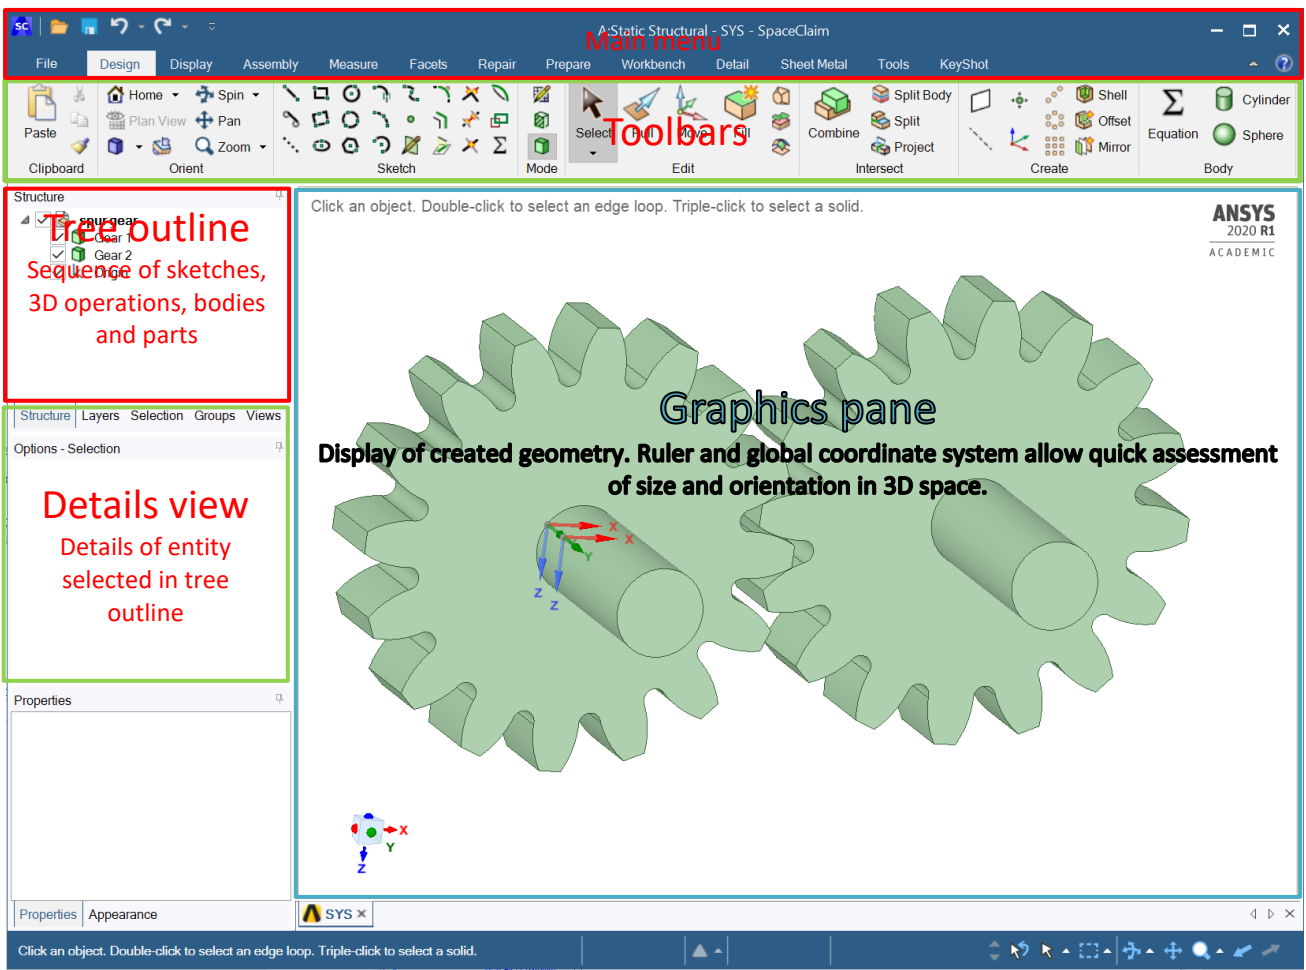 SC
A:Static Structural - SYS - SpaceClaim
Main menu
File Design Display Assembly Measure Facets Repair Prepare Workbench Detail Sheet Metal Tools KeyShot
Paste
Clipboard
Home Spin
Plan View Pan
Zoom
Orient
Sketch
Mode
Select Pull Move Fill
Edit
Toolbars
Combine
Split Body
Split
Project
Intersect
Shell
Offset
Mirror
Create
Equation
Cylinder
Sphere
Body
Structure
spur gear
Gear 1
Gear 2
Origin
Tree outline
Sequence of sketches,
3D operations, bodies
and parts
Structure Layers Selection Groups Views
Options - Selection
Details view
Details of entity
selected in tree
outline
Properties
Properties Appearance
Click an object. Double-click to select an edge loop. Triple-click to select a solid.
ANSYS
2020 R1
ACADEMIC
Graphics pane
Display of created geometry. Ruler and global coordinate system allow quick assessment
of size and orientation in 3D space.
X
X
Y
Z
Z
X
Y
Z
SYS
Click an object. Double-click to select an edge loop. Triple-click to select a solid.